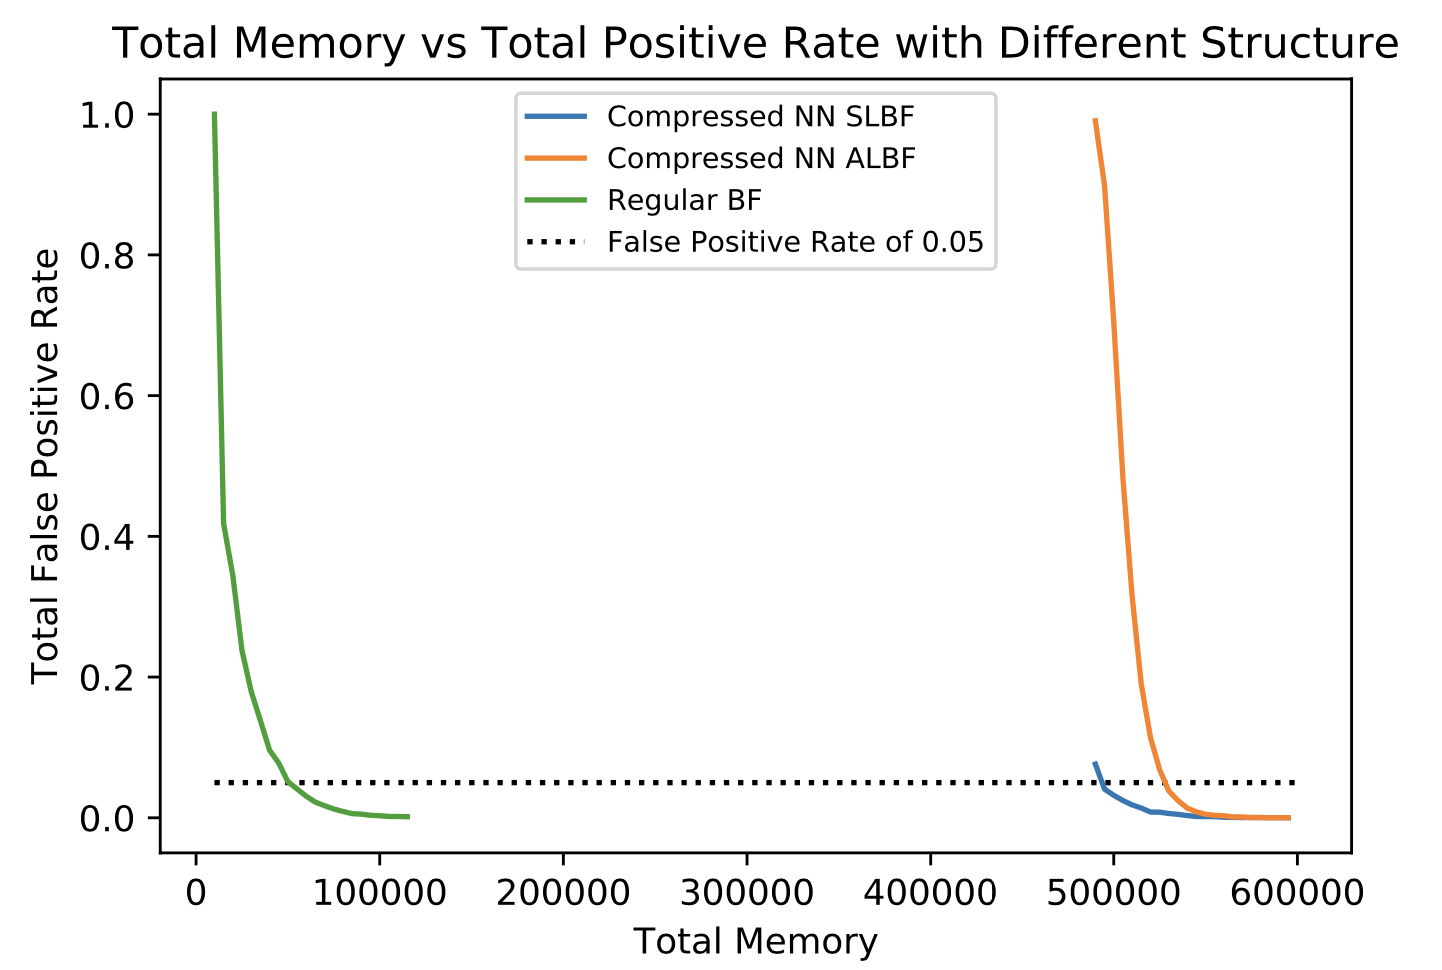 Total Memory vs Total Positive Rate with Different Structure
Compressed NN SLBF
Compressed NN ALBF
Regular BF
False Positive Rate of 0.05
Total False Positive Rate
1.0
0.8
0.6
0.4
0.2
0.0
0 100000 200000 300000 400000 500000 600000
Total Memory